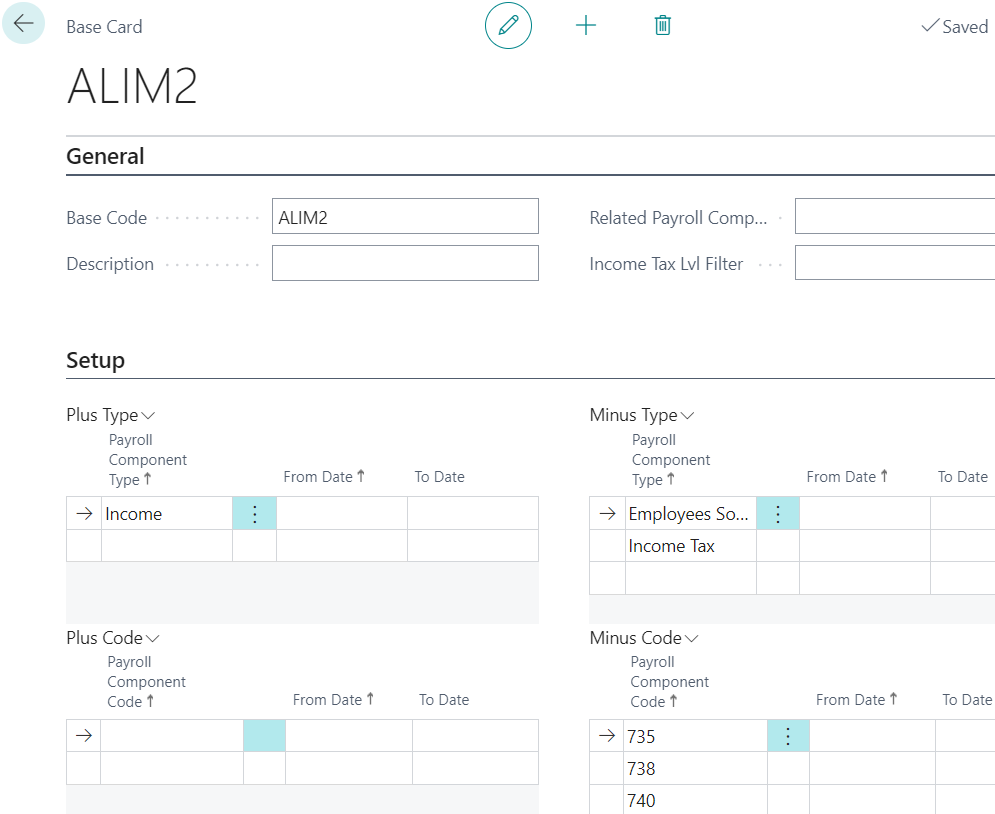 Base Card
Saved
ALIM2
General
Base Code
ALIM2
Related Payroll Comp...
Description
Income Tax Lvl Filter
Setup
Plus Type
Payroll
Component
Type ↑
From Date ↑
To Date
Income
Minus Type
Payroll
Component
Type ↑
From Date ↑
To Date
Employees So...
Income Tax
Plus Code
Payroll
Component
Code ↑
From Date ↑
To Date
Minus Code
Payroll
Component
Code ↑
From Date ↑
To Date
735
738
740